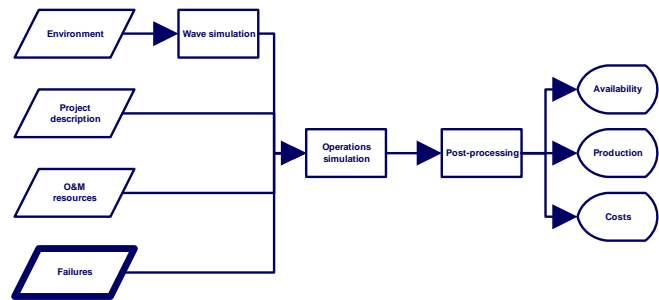 Environment
Wave simulation
Project
description
O&M
resources
Failures
Operations
simulation
Post-processing
Availability
Production
Costs